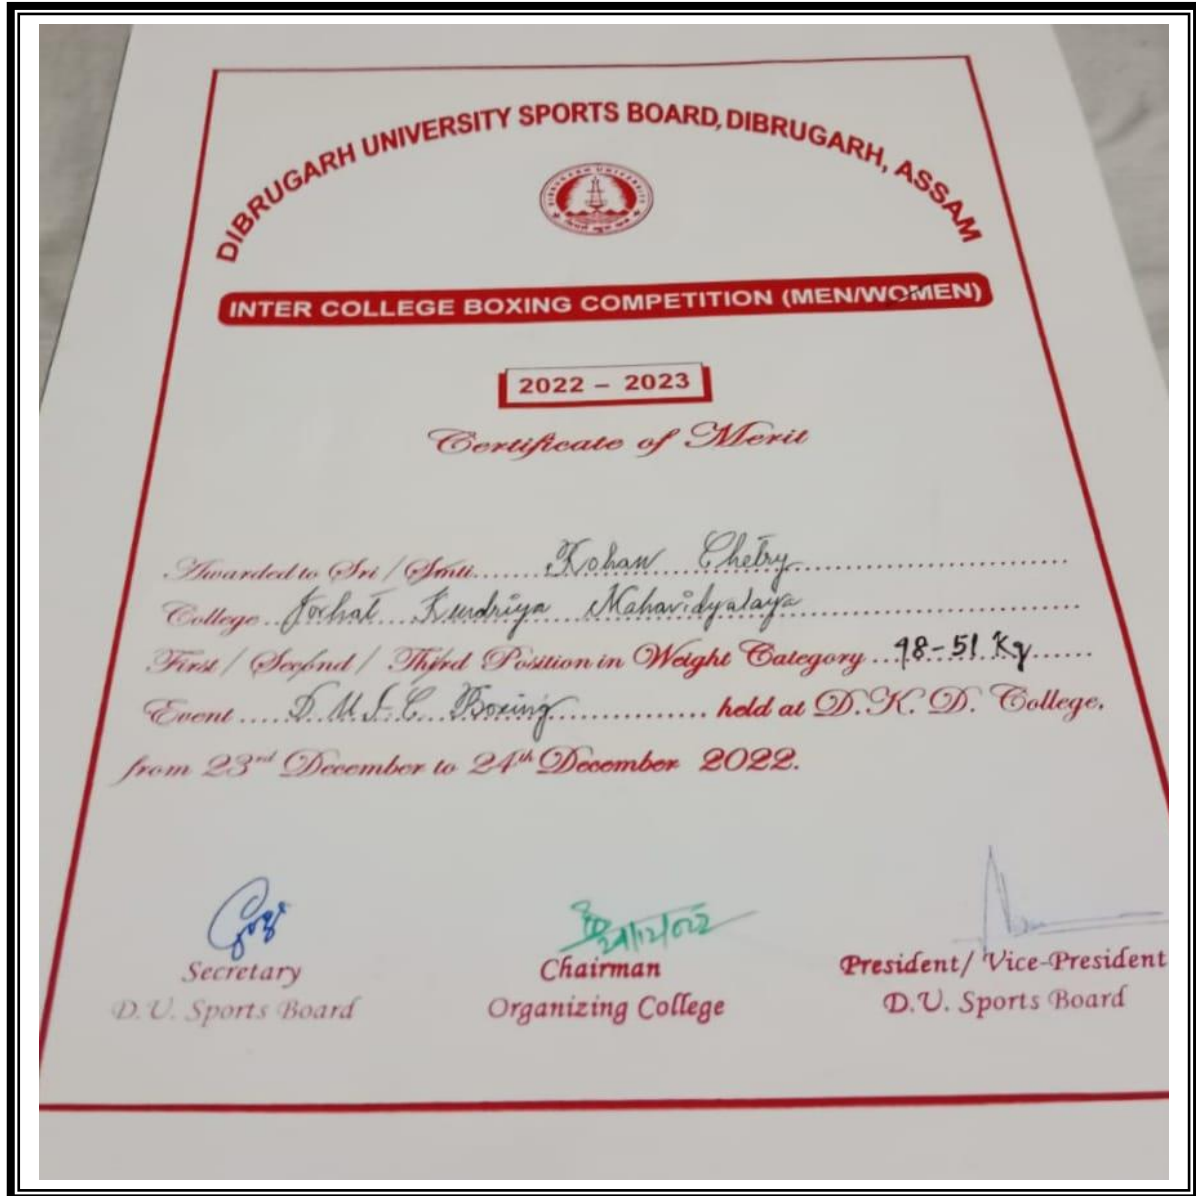 DIBRUGARH UNIVERSITY SPORTS BOARD, DIBRUGARH, ASSAM
DIBRUGARH UNIVERSITY
INTER COLLEGE BOXING COMPETITION (MEN/WOMEN)
2022 – 2023
Certificate of Merit
Awarded to Sri / Smti....... Rohan Chetry
College.. Jorhat Kendriya Mahavidyalaya
First / Second / Third Position in Weight Category ...48-51 Kg......
Event .... Boxing................ held at D.K.D. College,
from 23rd December to 24th December 2022.
Secretary Chairman President/ Vice-President
D.U. Sports Board Organizing College D.U. Sports Board